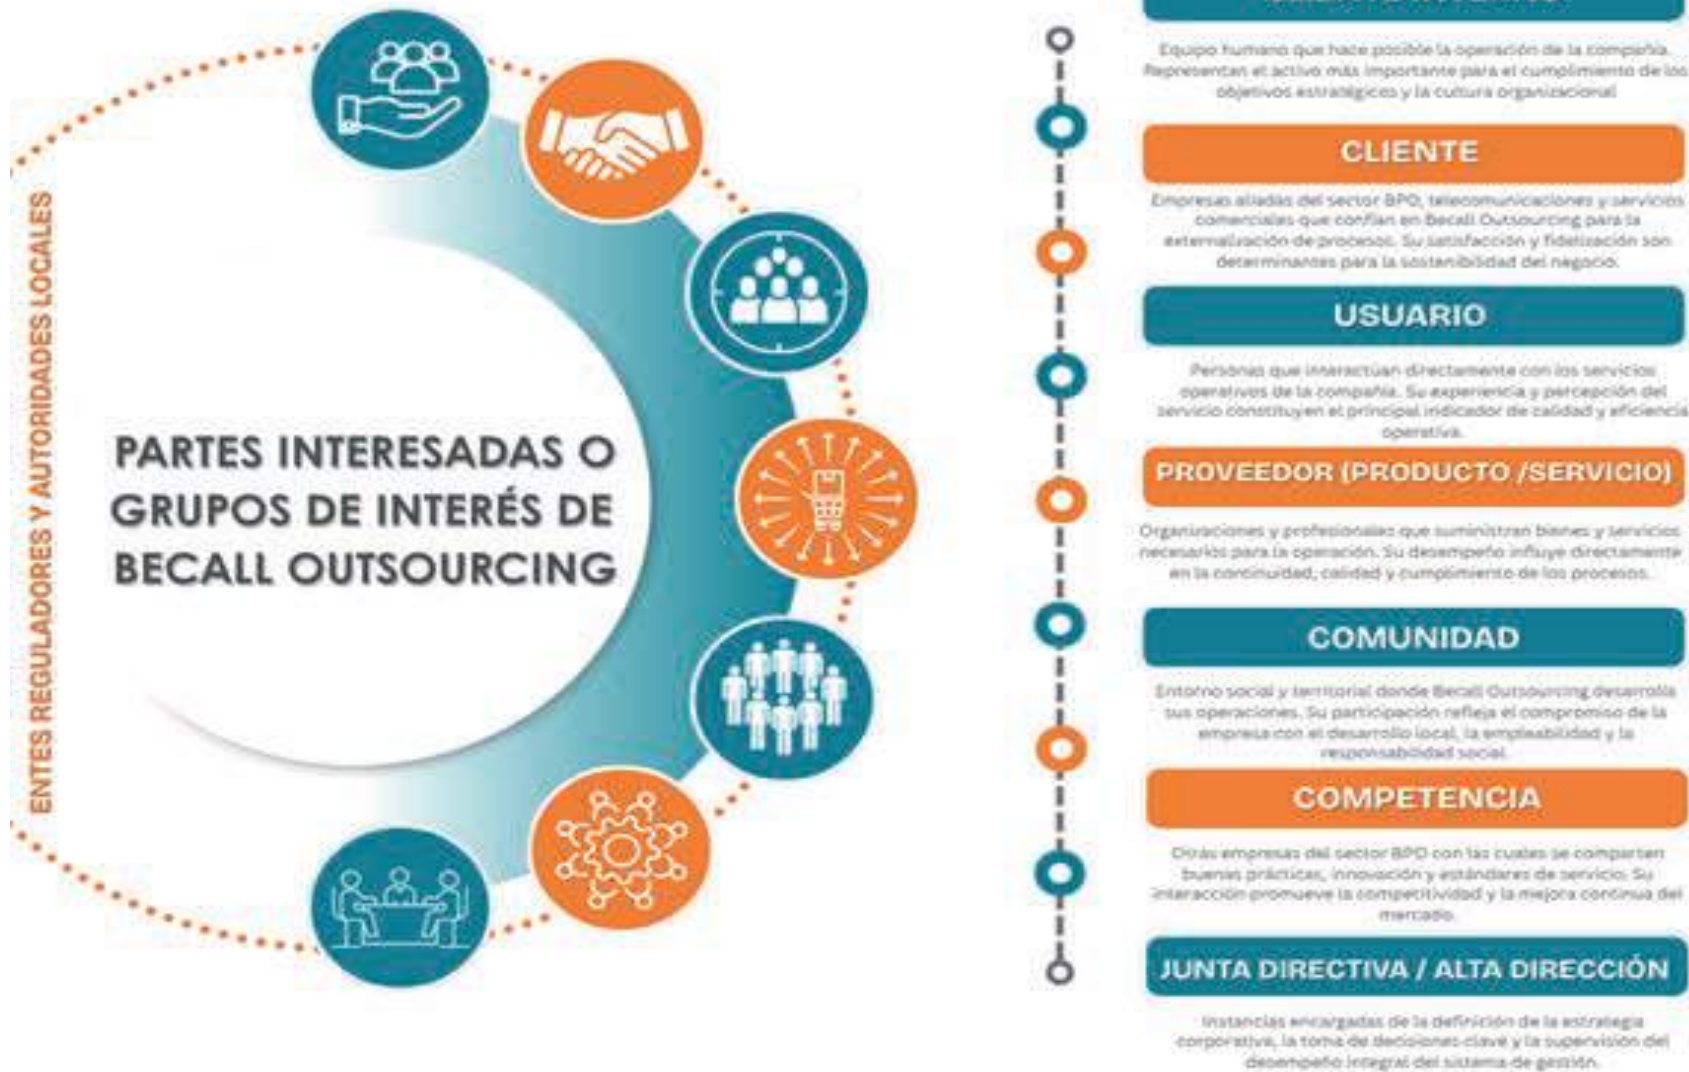 ENTES REGULADORES Y AUTORIDADES LOCALES
PARTES INTERESADAS O
GRUPOS DE INTERÉS DE
BECALL OUTSOURCING
Equipo humano que hace posible la operación de la compañía.
Representan el activo más importante para el cumplimiento de los
objetivos estratégicos y la cultura organizacional
CLIENTE
Empresas aliadas del sector BPO, telecomunicaciones y servicios
comerciales que confían en Becall Outsourcing para la
externalización de procesos. Su satisfacción y fidelización son
determinantes para la sostenibilidad del negocio.
USUARIO
Personas que interactúan directamente con los servicios
operativos de la compañía. Su experiencia y percepción del
servicio constituyen el principal indicador de calidad y eficiencia
operativa.
PROVEEDOR (PRODUCTO /SERVICIO)
Organizaciones y profesionales que suministran bienes y servicios
necesarios para la operación. Su desempeño influye directamente
en la continuidad, calidad y cumplimiento de los procesos.
COMUNIDAD
Entorno social y territorial donde Becall Outsourcing desarrolla
sus operaciones. Su participación refleja el compromiso de la
empresa con el desarrollo local, la empleabilidad y la
responsabilidad social.
COMPETENCIA
Otras empresas del sector BPO con las cuales se comparten
buenas prácticas, innovación y estándares de servicio. Su
interacción promueve la competitividad y la mejora continua del
mercado.
JUNTA DIRECTIVA / ALTA DIRECCIÓN
Instancias encargadas de la definición de la estrategia
corporativa, la toma de decisiones clave y la supervisión del
desempeño integral del sistema de gestión.